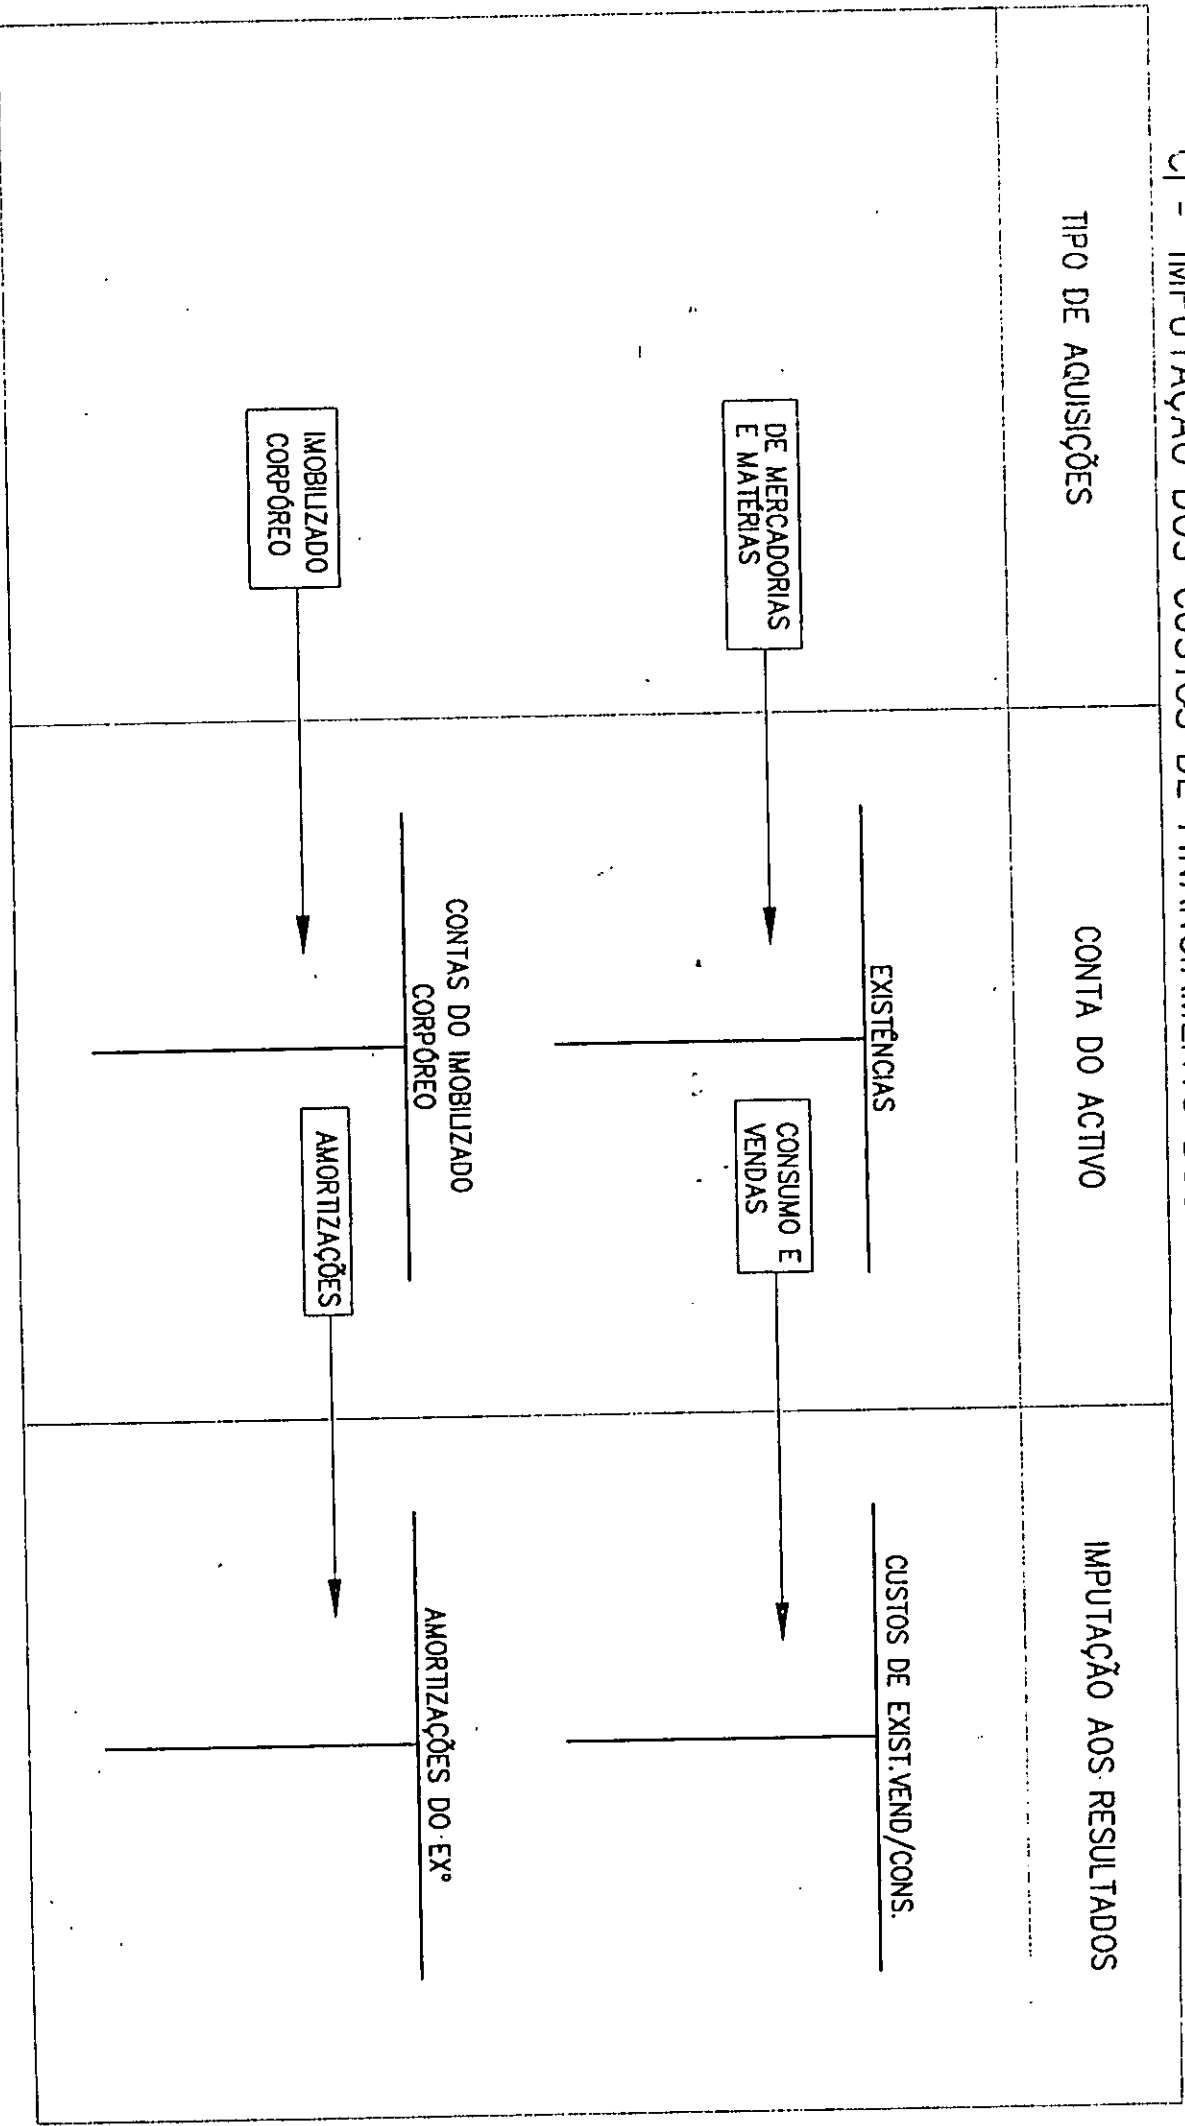 IMPUTAÇÃO DOS CUSTOS DE
TIPO DE AQUISIÇÕES
CONTA DO ACTIVO
IMPUTAÇÃO AOS RESULTADOS
DE MERCADORIAS
E MATÉRIAS
EXISTÊNCIAS
CONSUMO E
VENDAS
CUSTOS DE EXIST.VEND/CONS.
IMOBILIZADO
CORPÓREO
CONTAS DO IMOBILIZADO
CORPÓREO
AMORTIZAÇÕES
AMORTIZAÇÕES DO EXº